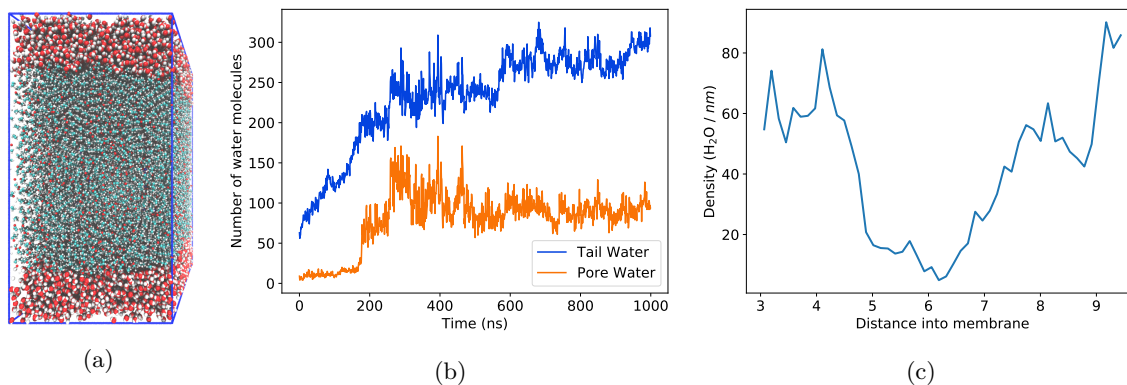 (a)
Number of water molecules
300
250
200
150
100
50
0
Tail Water
Pore Water
0 200 400 600 800 1000
Time (ns)
(b)
Density (H₂O / nm)
80
60
40
20
3 4 5 6 7 8 9
Distance into membrane
(c)